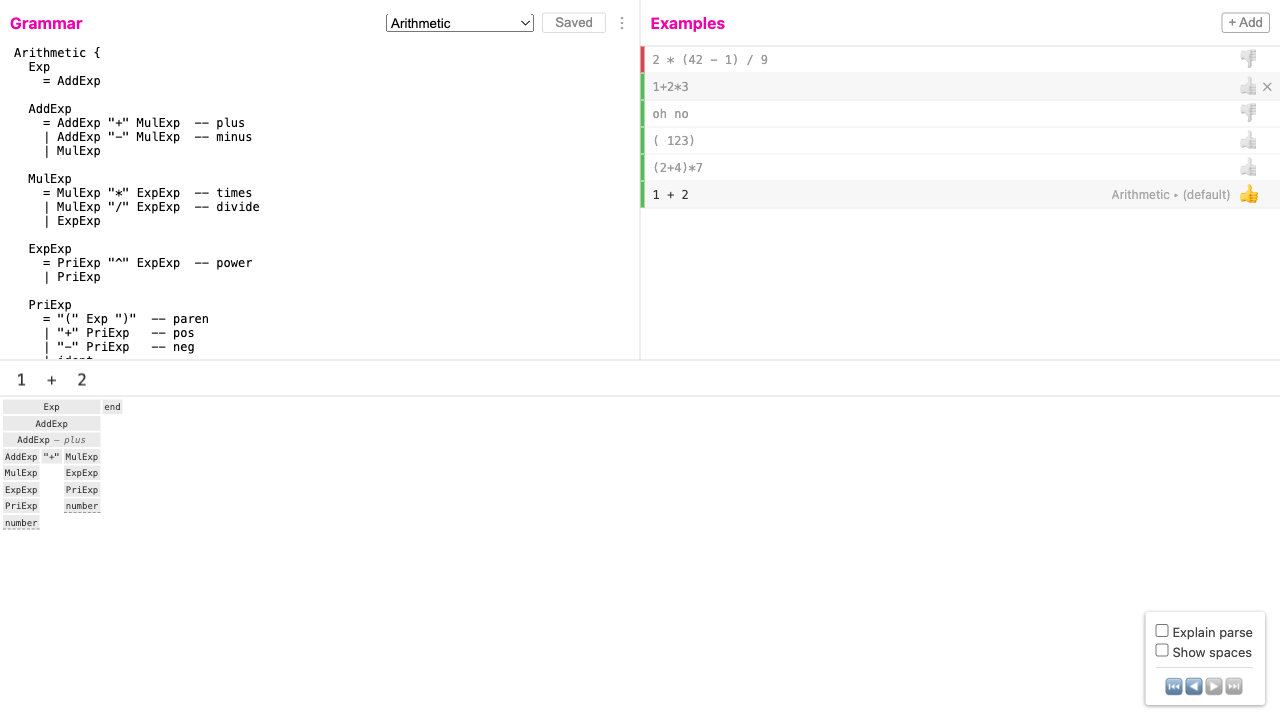 Grammar
Arithmetic
Saved
Arithmetic {
Exp
= AddExp
AddExp
= AddExp "+" MulExp -- plus
| AddExp "-" MulExp -- minus
| MulExp
MulExp
= MulExp "*" ExpExp -- times
| MulExp "/" ExpExp -- divide
| ExpExp
ExpExp
= PriExp "^" ExpExp -- power
| PriExp
PriExp
= "(" Exp ")" -- paren
| "+" PriExp -- pos
| "-" PriExp -- neg
Examples
+ Add
2 * (42 - 1) / 9
1+2*3
oh no
( 123)
(2+4)*7
1 + 2 Arithmetic ▸ (default)
1 + 2
Exp end
AddExp
AddExp – plus
AddExp "+" MulExp
MulExp ExpExp
ExpExp PriExp
PriExp number
number
Explain parse
Show spaces